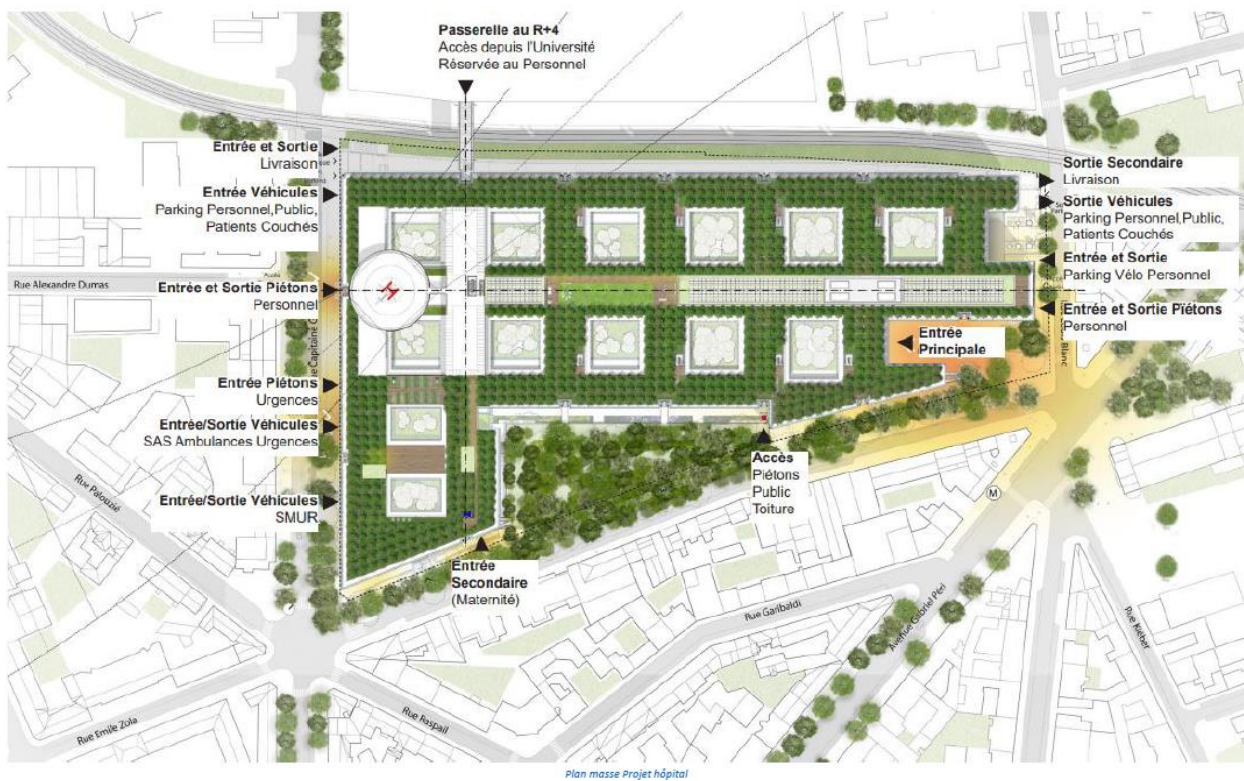 Passerelle au R+4
Accès depuis l'Université
Réservée au Personnel
Entrée et Sortie
Livraison
Entrée Véhicules
Parking Personnel,Public,
Patients Couchés
Rue Alexandre Dumas
Entrée et Sortie Piétons
Personnel
Entrée Piétons
Urgences
Entrée/Sortie Véhicules
SAS Ambulances Urgences
Entrée/Sortie Véhicules
SMUR
H
Sortie Secondaire
Livraison
Sortie Véhicules
Parking Personnel,Public,
Patients Couchés
Entrée et Sortie
Parking Vélo Personnel
Entrée et Sortie Pïétons
Personnel
Entrée
Principale
Blanc
Accès
Piétons
Public
Toiture
M
Entrée
Secondaire
(Maternité)
Rue Palouzié
Rue Garibaldi
Avenue Gabriel Péri
Rue Kléber
Rue Emile Zola
Rue Raspail
Plan masse Projet hôpital